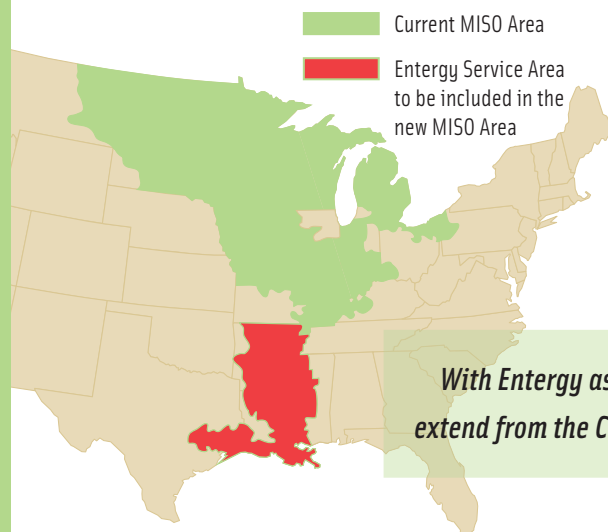 Current MISO Area
Entergy Service Area
to be included in the
new MISO Area
With Entergy as
extend from the C